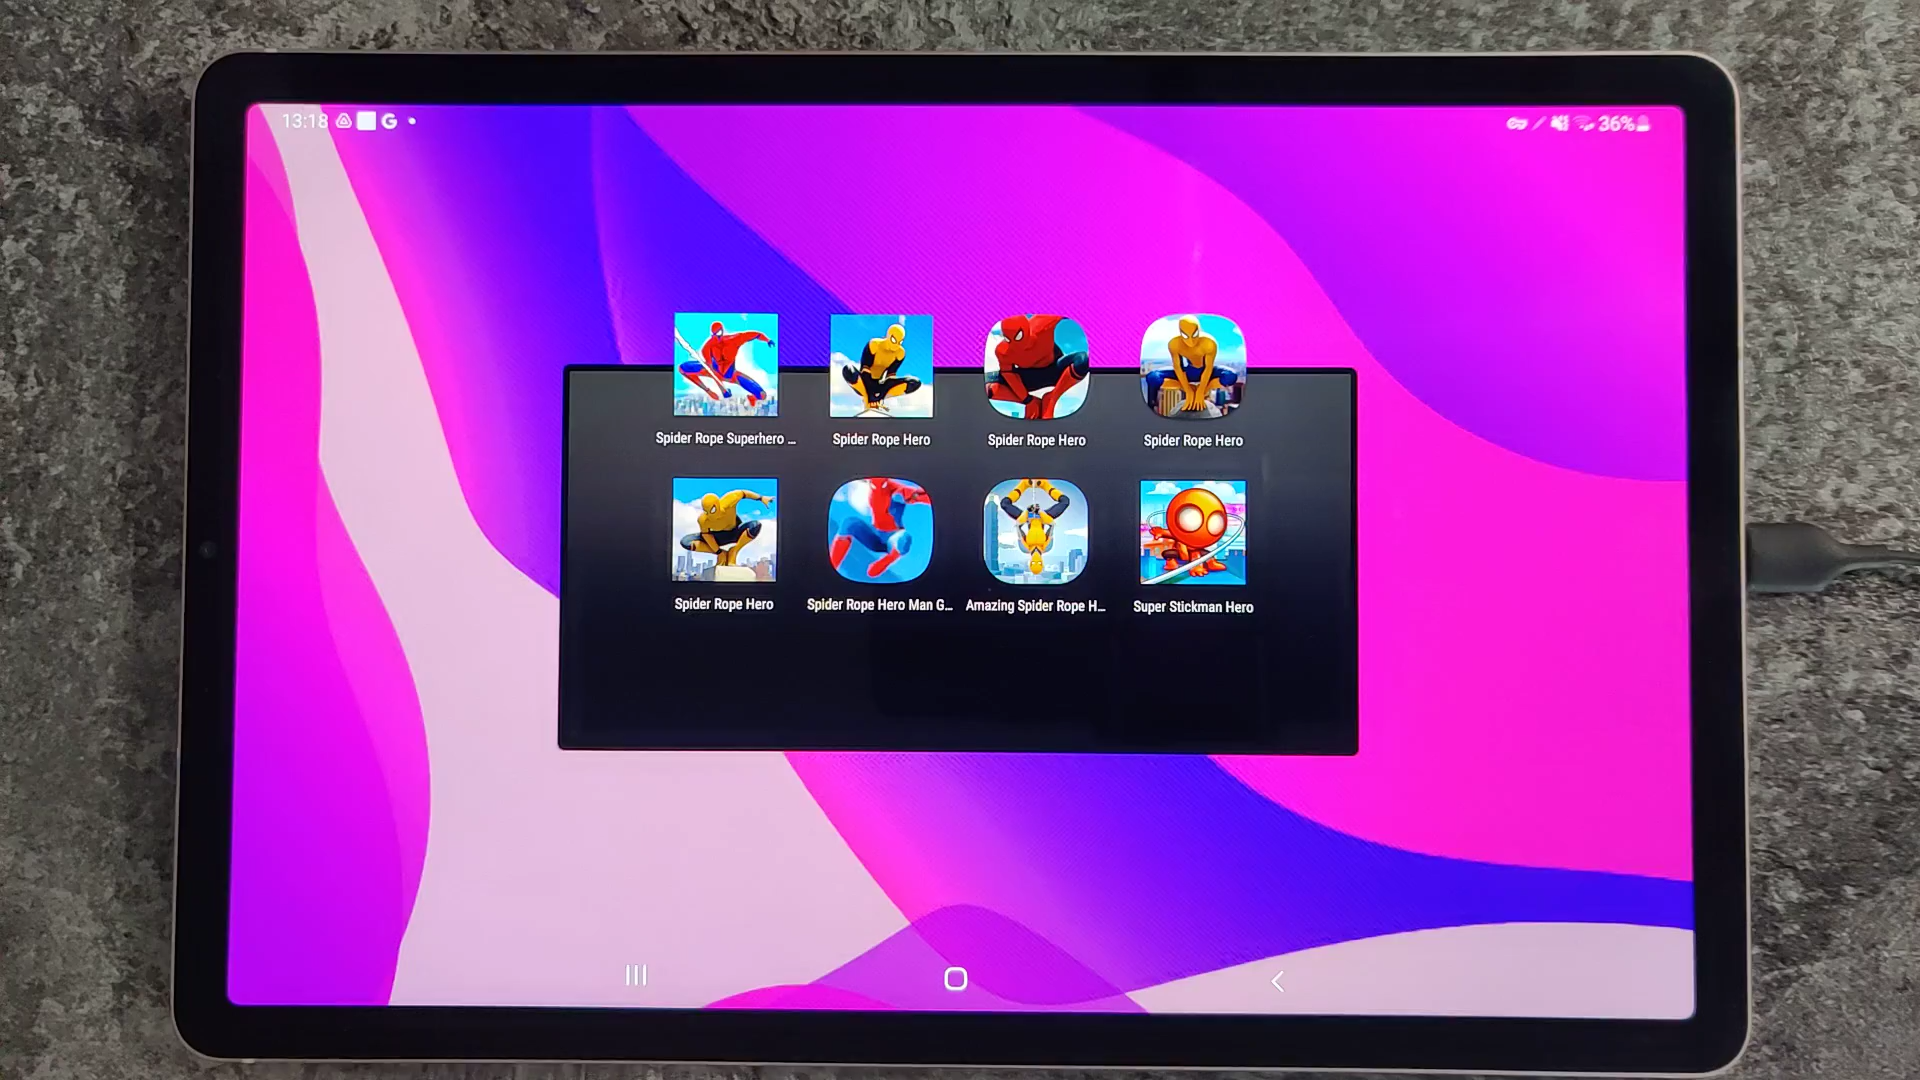 13:18 G
36%
Spider Rope Superhero ...
Spider Rope Hero
Spider Rope Hero
Spider Rope Hero
Spider Rope Hero
Spider Rope Hero Man G...
Amazing Spider Rope H...
Super Stickman Hero